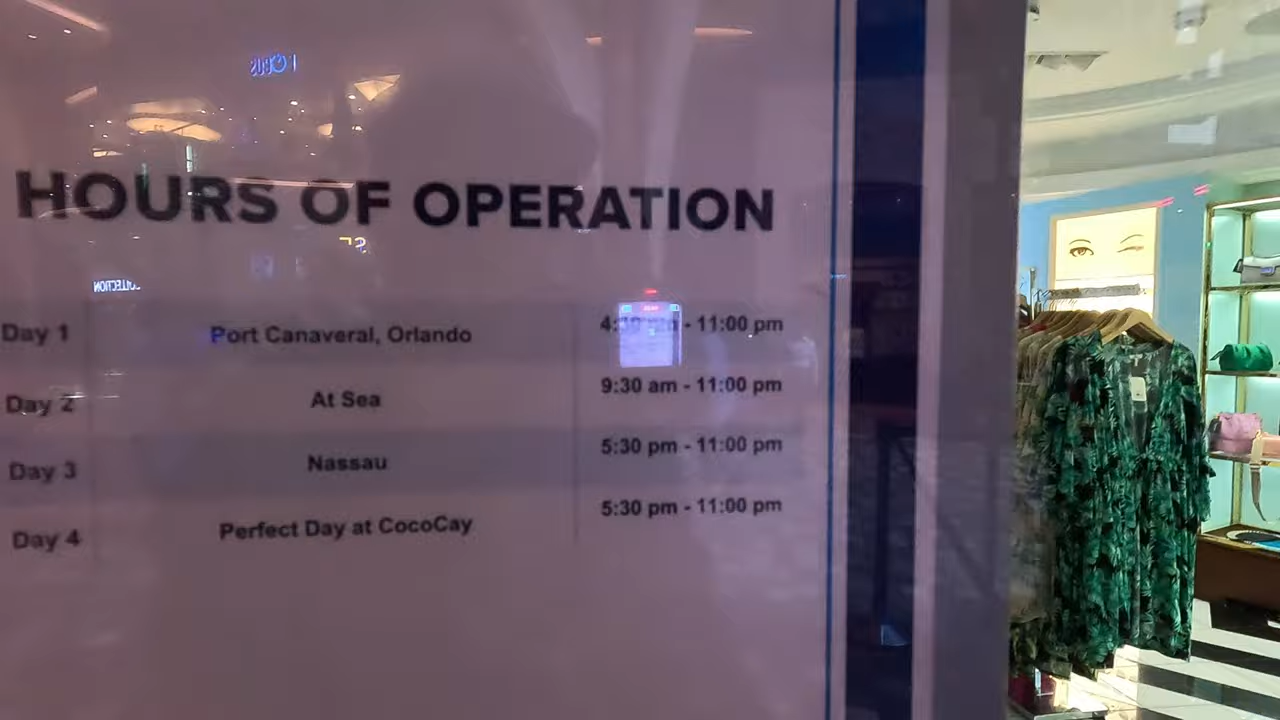 HOURS OF OPERATION
Day 1 Port Canaveral, Orlando - 11:00 pm
Day 2 At Sea 9:30 am - 11:00 pm
Day 3 Nassau 5:30 pm - 11:00 pm
Day 4 Perfect Day at CocoCay 5:30 pm - 11:00 pm